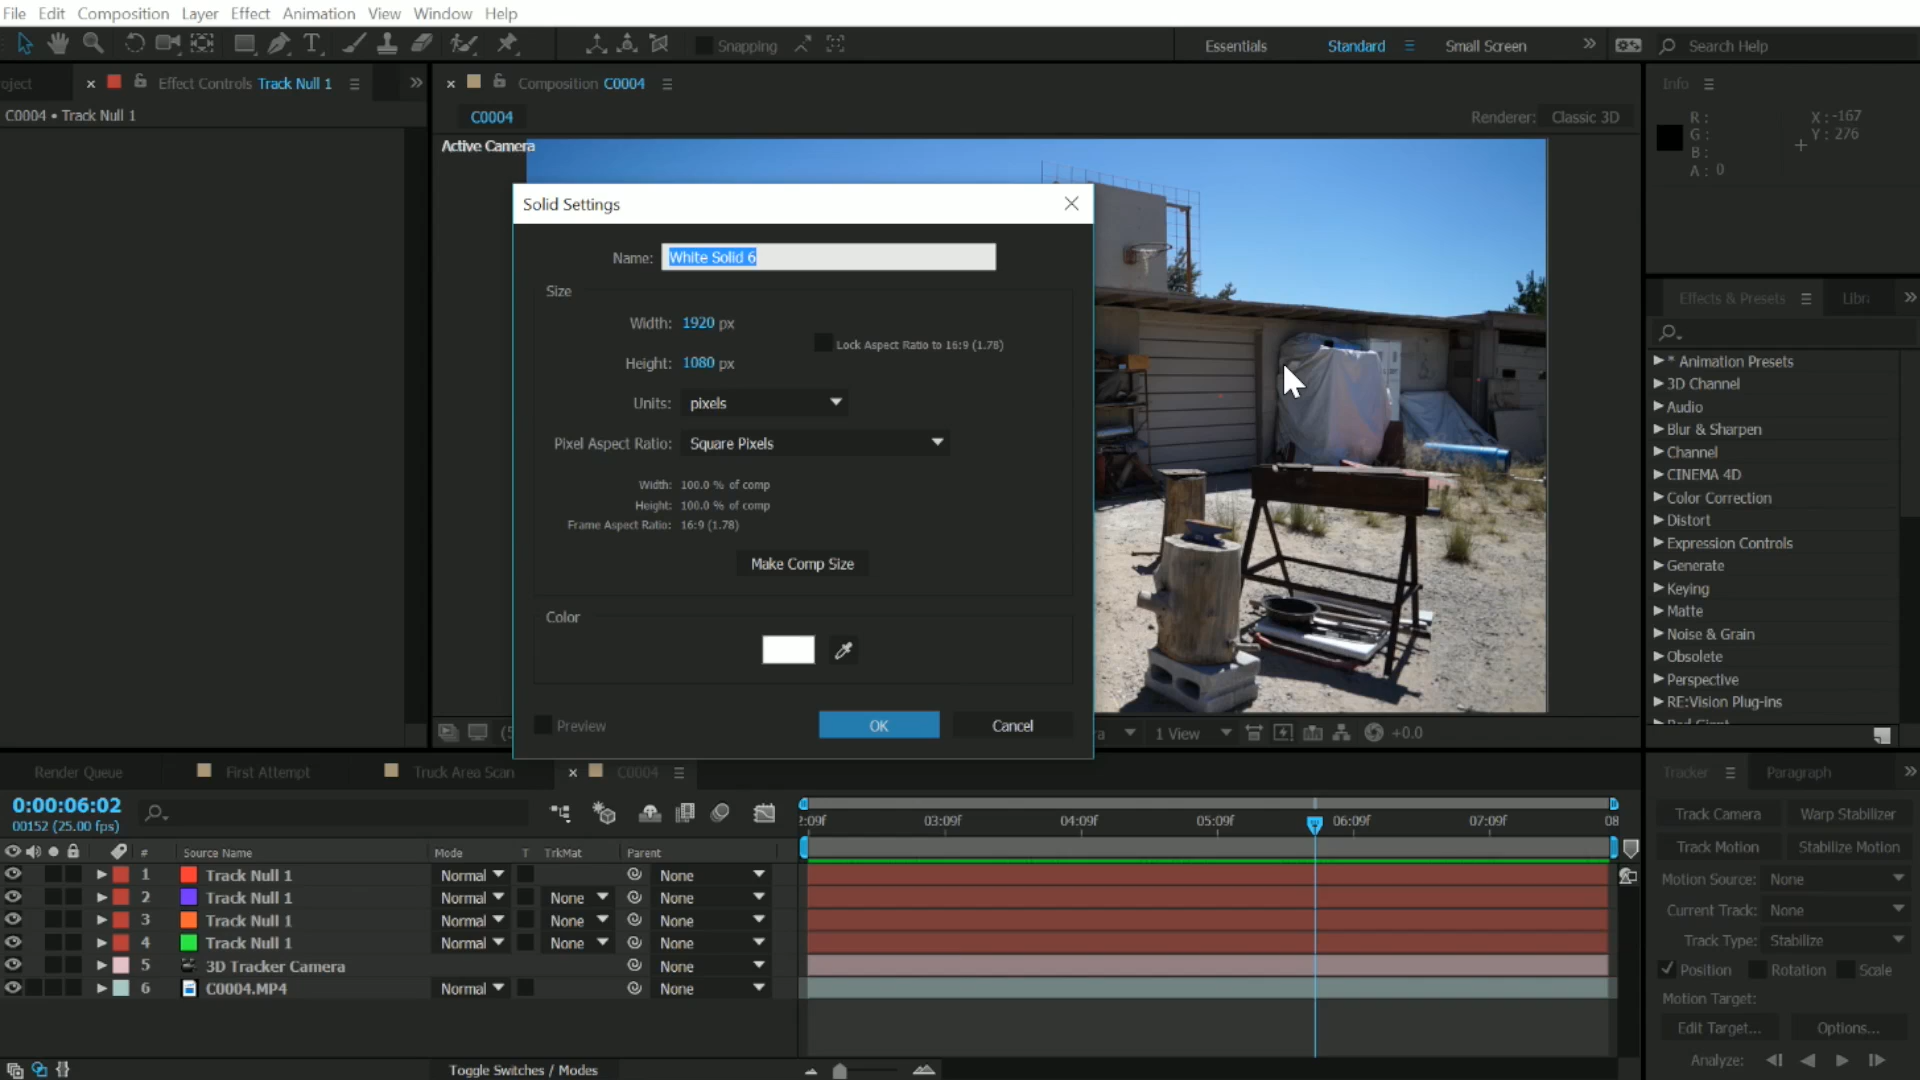 File Edit Composition Layer Effect Animation View Window Help
Snapping
Essentials Standard Small Screen Search Help
Effect Controls Track Null 1
Composition C0004
Info
C0004 • Track Null 1
C0004
Renderer: Classic 3D
Active Camera
R:
G:
B:
A: 0
X: -167
Y: 276
Solid Settings
Name: White Solid 6
Size
Width: 1920 px
Height: 1080 px
Lock Aspect Ratio to 16:9 (1.78)
Units: pixels
Pixel Aspect Ratio: Square Pixels
Width: 100.0 % of comp
Height: 100.0 % of comp
Frame Aspect Ratio: 16:9 (1.78)
Make Comp Size
Color
Preview
OK
Cancel
1 View
+0.0
Effects & Presets
* Animation Presets
3D Channel
Audio
Blur & Sharpen
Channel
CINEMA 4D
Color Correction
Distort
Expression Controls
Generate
Keying
Matte
Noise & Grain
Obsolete
Perspective
RE:Vision Plug-ins
Render Queue First Attempt Truck Area Scan C0004
0:00:06:02
00152 (25.00 fps)
# Source Name Mode T TrkMat Parent
1 Track Null 1 Normal None
2 Track Null 1 Normal None None
3 Track Null 1 Normal None None
4 Track Null 1 Normal None None
5 3D Tracker Camera None
6 C0004.MP4 Normal None
Toggle Switches / Modes
:09f 03:09f 04:09f 05:09f 06:09f 07:09f 08
Tracker Paragraph
Track Camera Warp Stabilizer
Track Motion Stabilize Motion
Motion Source: None
Current Track: None
Track Type: Stabilize
Position Rotation Scale
Motion Target:
Edit Target... Options...
Analyze: